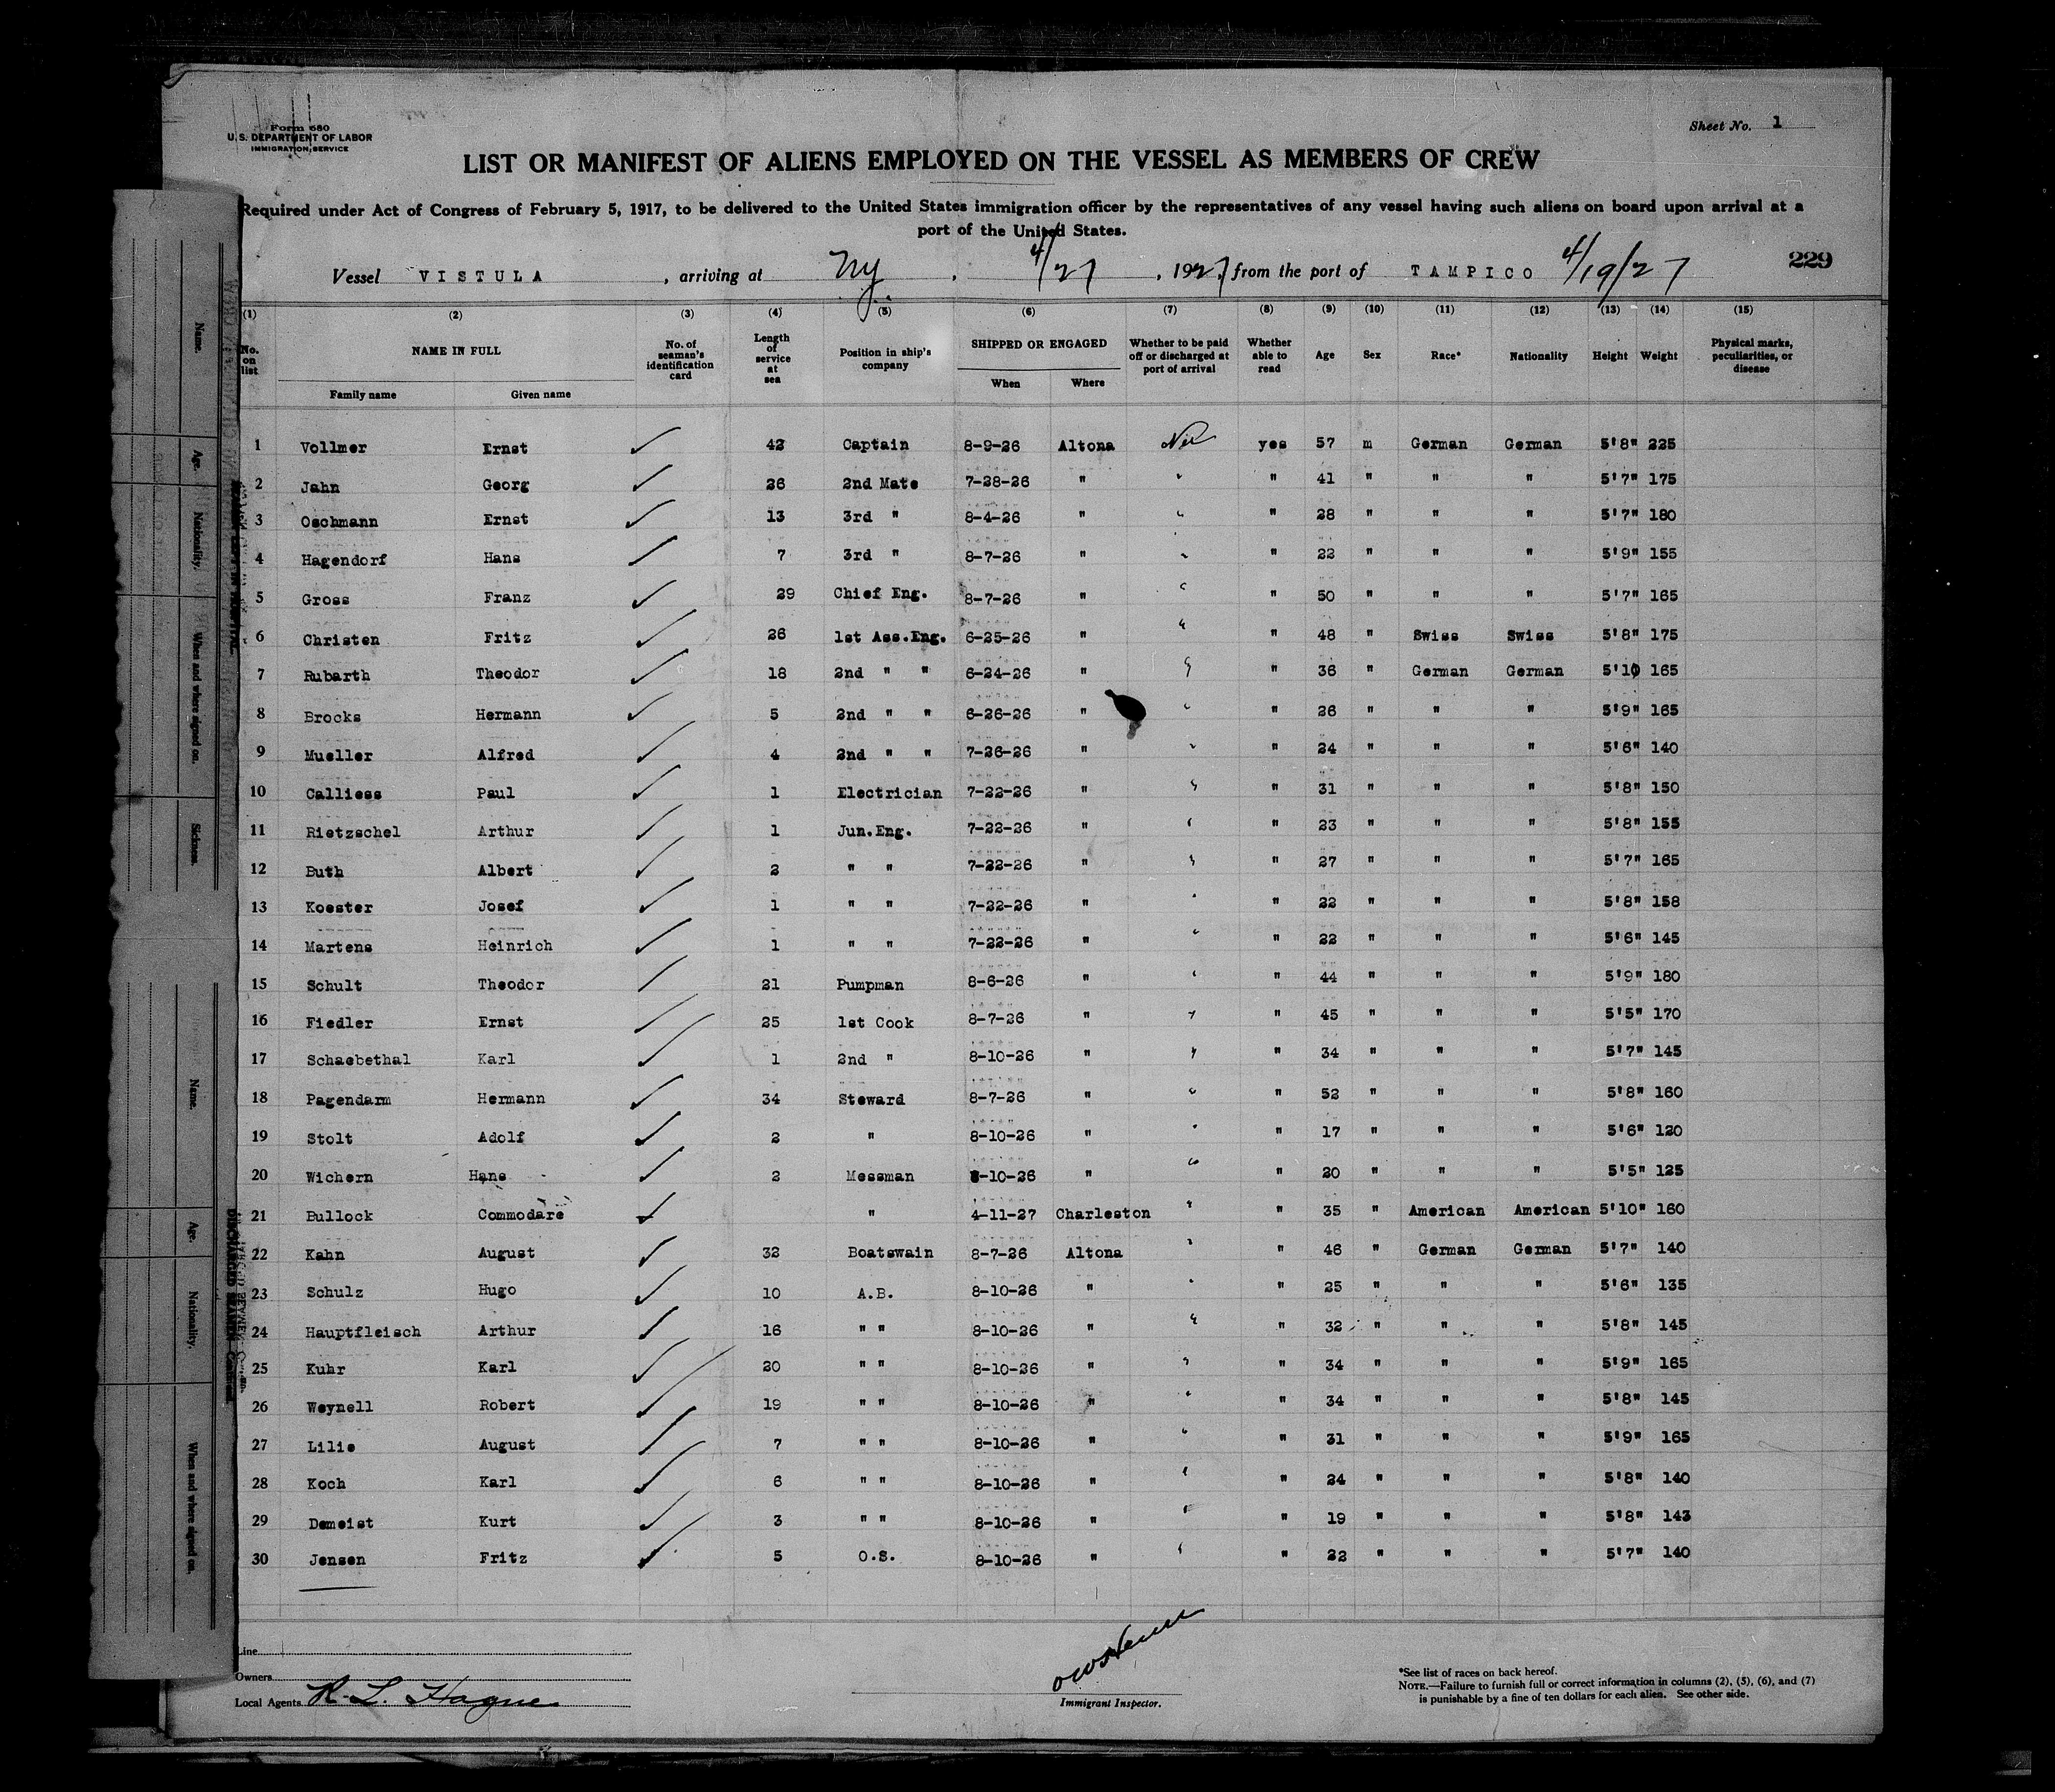 Form 680
U.S. DEPARTMENT OF LABOR
IMMIGRATION SERVICE
Sheet No. 1
LIST OR MANIFEST OF ALIENS EMPLOYED ON THE VESSEL AS MEMBERS OF CREW
Required under Act of Congress of February 5, 1917, to be delivered to the United States immigration officer by the representatives of any vessel having such aliens on board upon arrival at a
port of the United States.
229
Vessel VISTULA, arriving at Ny, 4/27, 1927, from the port of TAMPICO 4/19/27
(1) (2) (3) (4) (5) (6) (7) (8) (9) (10) (11) (12) (13) (14) (15)
No. on list NAME IN FULL Family name Given name No. of seaman's identification card Length of service at sea Position in ship's company SHIPPED OR ENGAGED When Where Whether to be paid off or discharged at port of arrival Whether able to read Age Sex Race* Nationality Height Weight Physical marks, peculiarities, or disease
1 Vollmer Ernst 42 Captain 8-9-26 Altona yes 57 m German German 5'8" 225
2 Jahn Georg 26 2nd Mate 7-28-26 " " " 41 " " " 5'7" 175
3 Oschmann Ernst 13 3rd " 8-4-26 " " " 28 " " " 5'7" 180
4 Hagendorf Hans 7 3rd " 8-7-26 " " " 22 " " " 5'9" 155
5 Gross Franz 29 Chief Eng. 8-7-26 " " " 50 " " " 5'7" 165
6 Christen Fritz 26 1st Ass.Eng. 6-25-26 " " " 48 " Swiss Swiss 5'8" 175
7 Rubarth Theodor 18 2nd " " 6-24-26 " " " 36 " German German 5'10 165
8 Brocks Hermann 5 2nd " " 6-26-26 " " " 26 " " " 5'9" 165
9 Mueller Alfred 4 2nd " " 7-26-26 " " " 24 " " " 5'6" 140
10 Calliess Paul 1 Electrician 7-22-26 " " " 31 " " " 5'8" 150
11 Rietzschel Arthur 1 Jun.Eng. 7-22-26 " " " 23 " " " 5'8" 155
12 Buth Albert 2 " " 7-22-26 " " " 27 " " " 5'7" 165
13 Koester Josef 1 " " 7-22-26 " " " 22 " " " 5'8" 158
14 Martens Heinrich 1 " " 7-22-26 " " " 22 " " " 5'6" 145
15 Schult Theodor 21 Pumpman 8-6-26 " " " 44 " " " 5'9" 180
16 Fiedler Ernst 25 1st Cook 8-7-26 " " " 45 " " " 5'5" 170
17 Schaebethal Karl 1 2nd " 8-10-26 " " " 34 " " " 5'7" 145
18 Pagendarm Hermann 34 Steward 8-7-26 " " " 52 " " " 5'8" 160
19 Stolt Adolf 2 " 8-10-26 " " " 17 " " " 5'6" 120
20 Wichern Hans 2 Messman 8-10-26 " " " 20 " " " 5'5" 125
21 Bullock Commodare " 4-11-27 Charleston " " 35 " American American 5'10" 160
22 Kahn August 32 Boatswain 8-7-26 Altona " " 46 " German German 5'7" 140
23 Schulz Hugo 10 A.B. 8-10-26 " " " 25 " " " 5'6" 135
24 Hauptfleisch Arthur 16 " " 8-10-26 " " " 32 " " " 5'8" 145
25 Kuhr Karl 20 " " 8-10-26 " " " 34 " " " 5'9" 165
26 Weynell Robert 19 " " 8-10-26 " " " 34 " " " 5'8" 145
27 Lilie August 7 " " 8-10-26 " " " 31 " " " 5'9" 165
28 Koch Karl 6 " " 8-10-26 " " " 24 " " " 5'8" 140
29 Demeist Kurt 3 " " 8-10-26 " " " 19 " " " 5'8" 143
30 Jensen Fritz 5 O.S. 8-10-26 " " " 22 " " " 5'7" 140
Line
Owners
Local Agents R. L. Hague
Immigrant Inspector.
*See list of races on back hereof.
NOTE.—Failure to furnish full or correct information in columns (2), (5), (6), and (7)
is punishable by a fine of ten dollars for each alien. See other side.
Name.
Age.
Nationality.
When and where signed on.
Sickness.
Name.
Age.
Nationality.
When and where signed on.
DISCHARGED SEAMEN